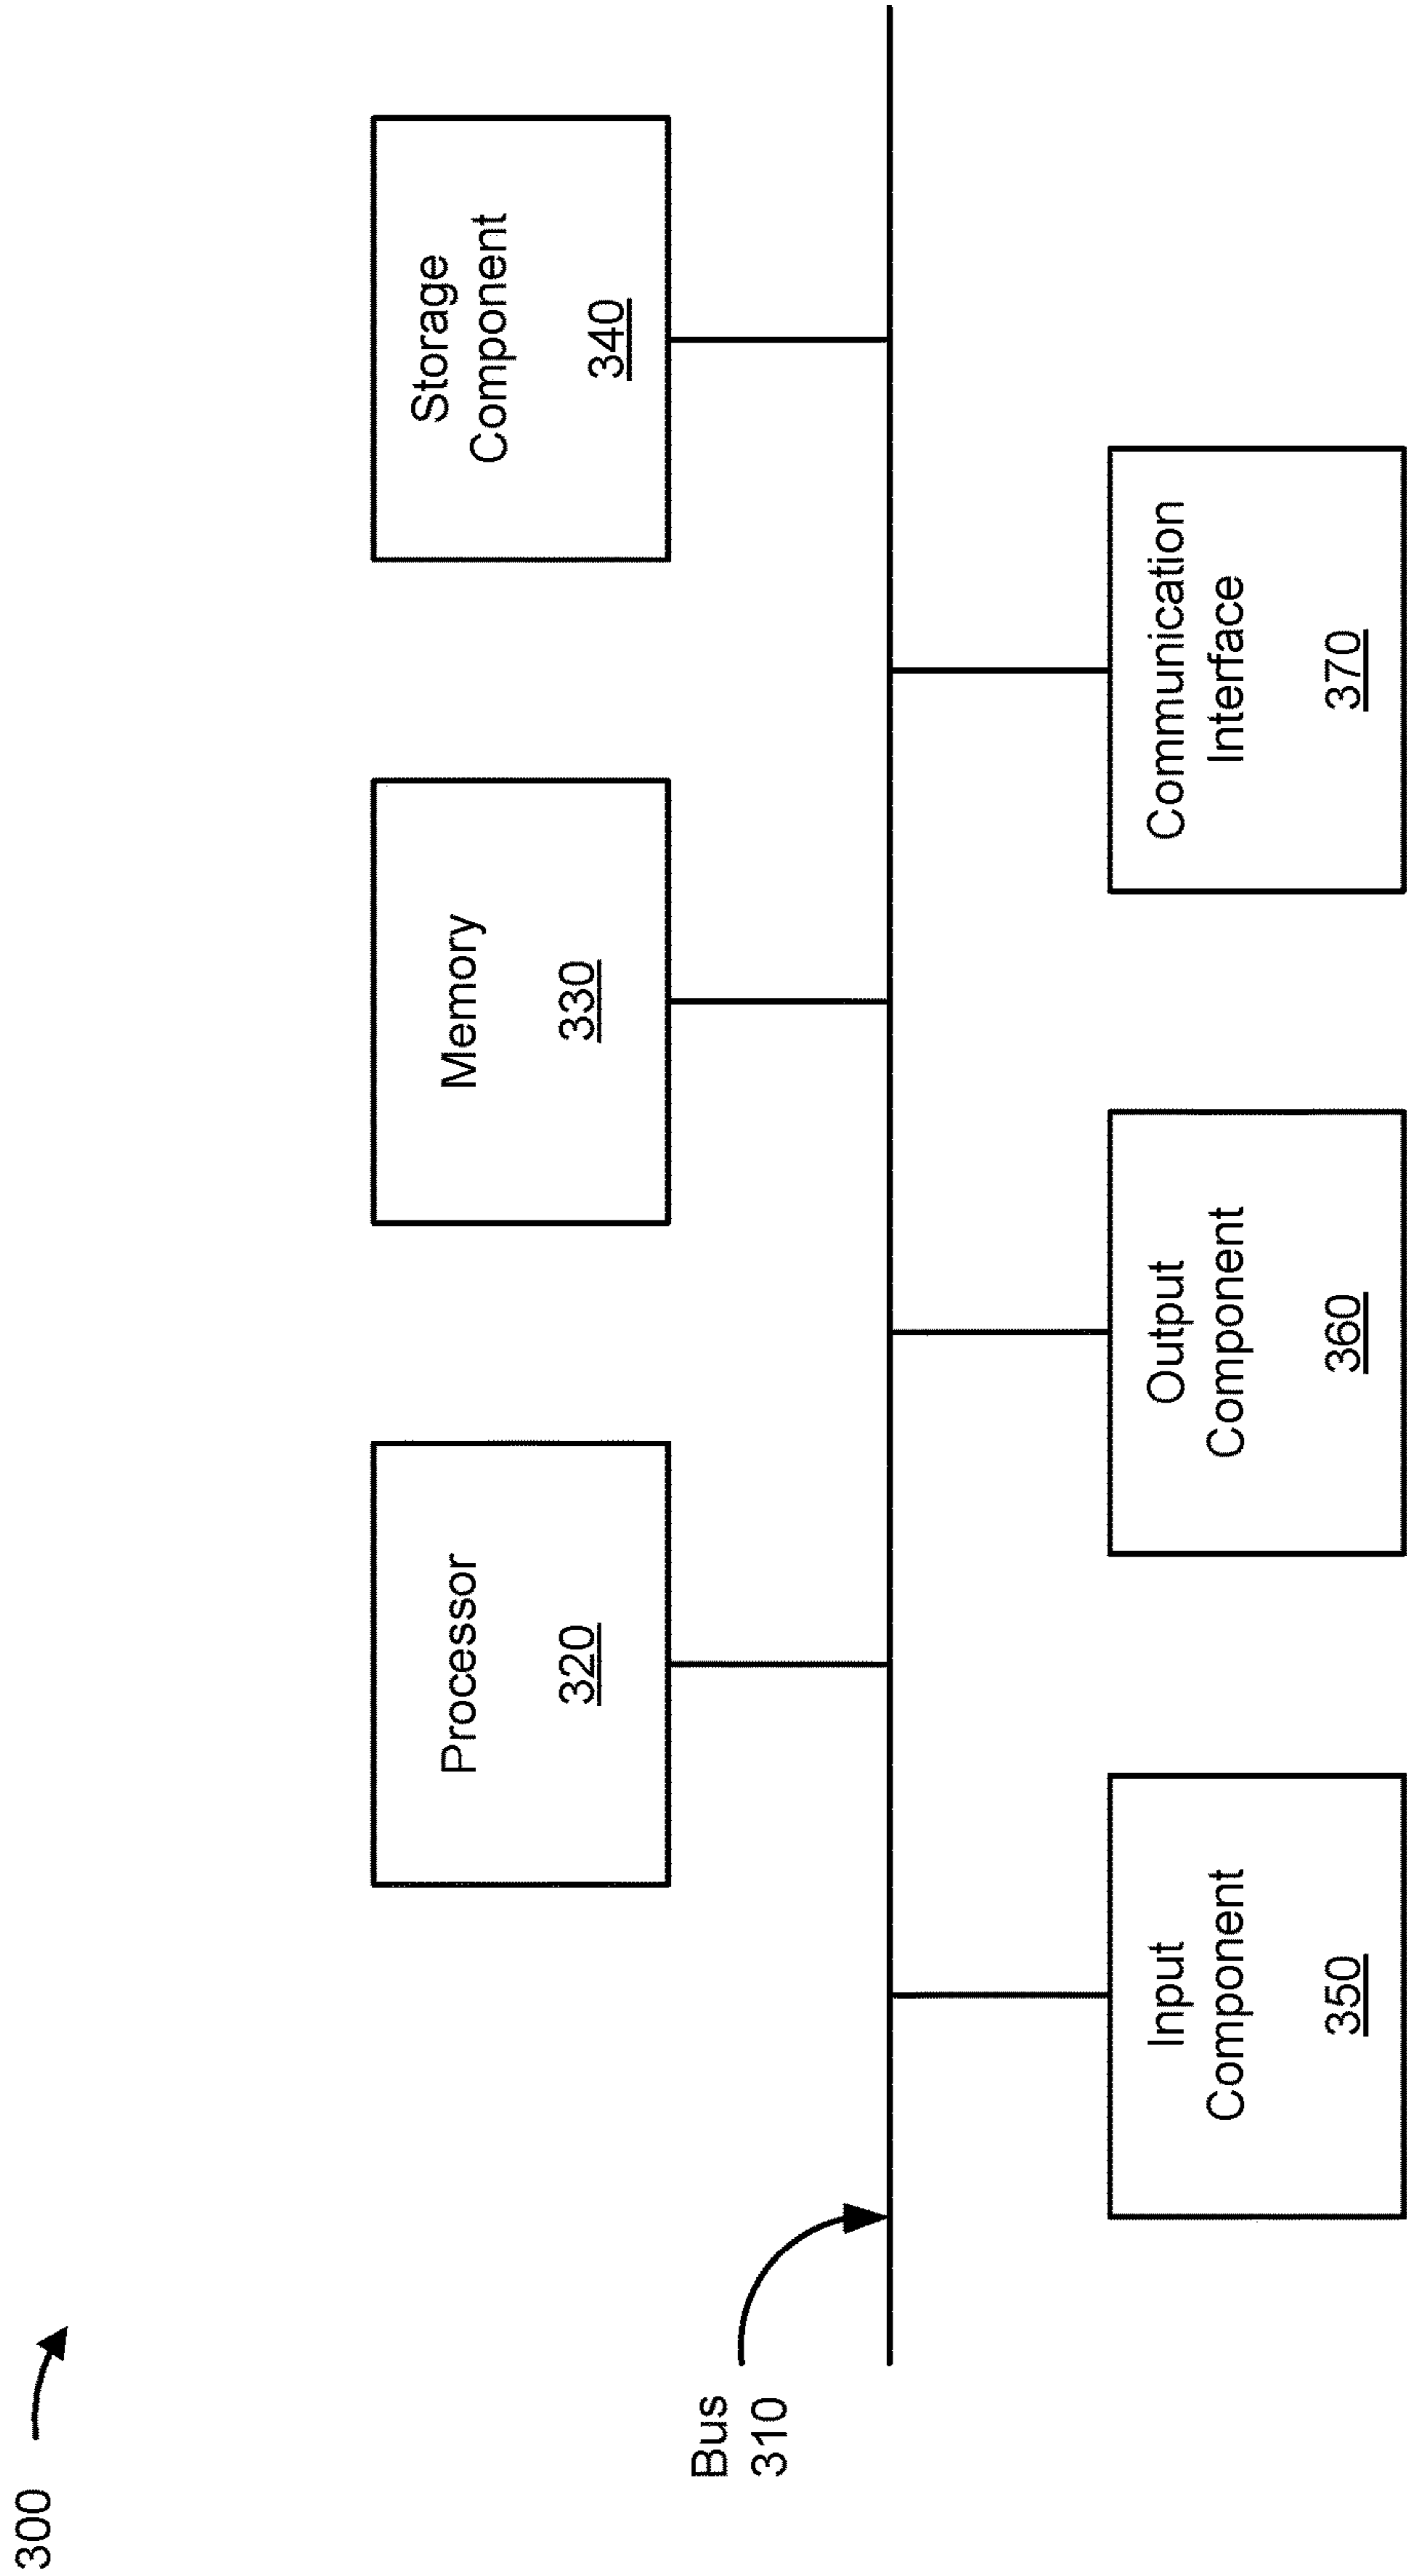 300
Processor
320
Memory
330
Storage
Component
340
Bus
310
Input
Component
350
Output
Component
360
Communication
Interface
370